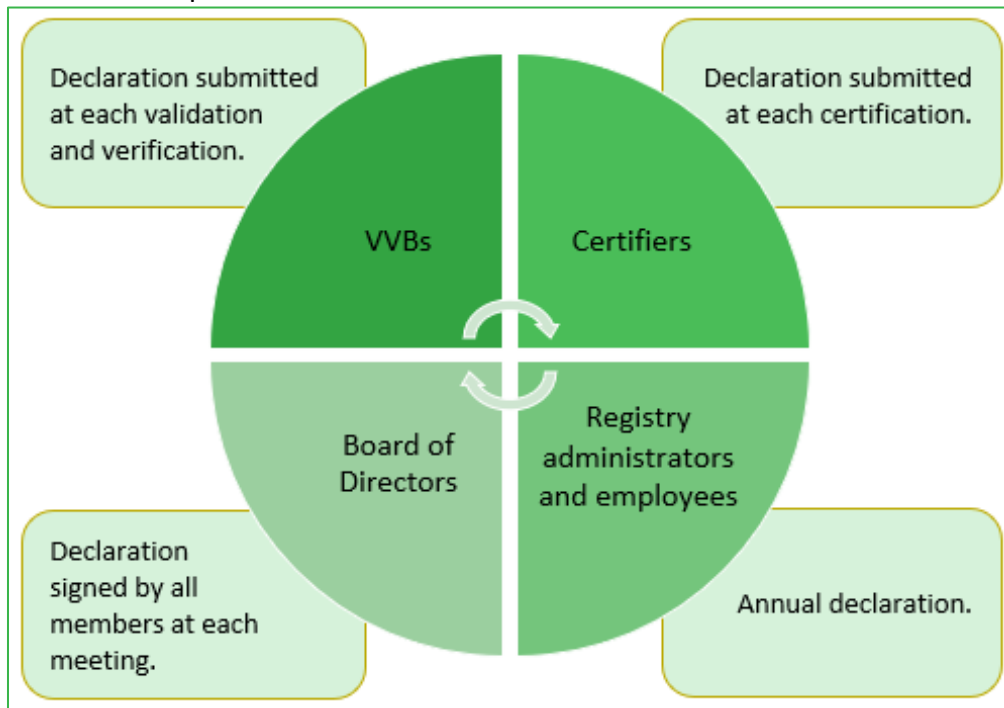 Declaration submitted
at each validation
and verification.
Declaration submitted
at each certification.
VVBs
Certifiers
Board of
Directors
Registry
administrators
and employees
Declaration
signed by all
members at each
meeting.
Annual declaration.